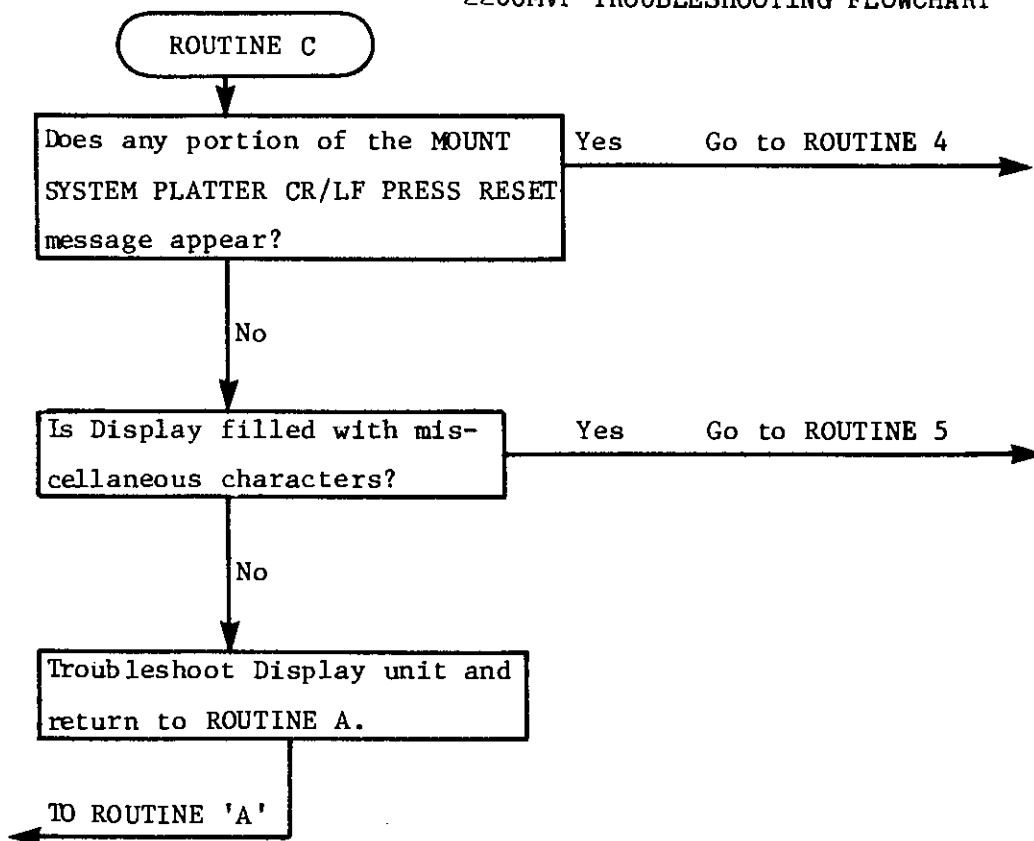 TROUBLESHOOTING FLOWCHART
ROUTINE C
Does any portion of the MOUNT
SYSTEM PLATTER CR/LF PRESS RESET
message appear?
Yes
Go to ROUTINE 4
No
Is Display filled with mis-
cellaneous characters?
Yes
Go to ROUTINE 5
No
Troubleshoot Display unit and
return to ROUTINE A.
TO ROUTINE 'A'